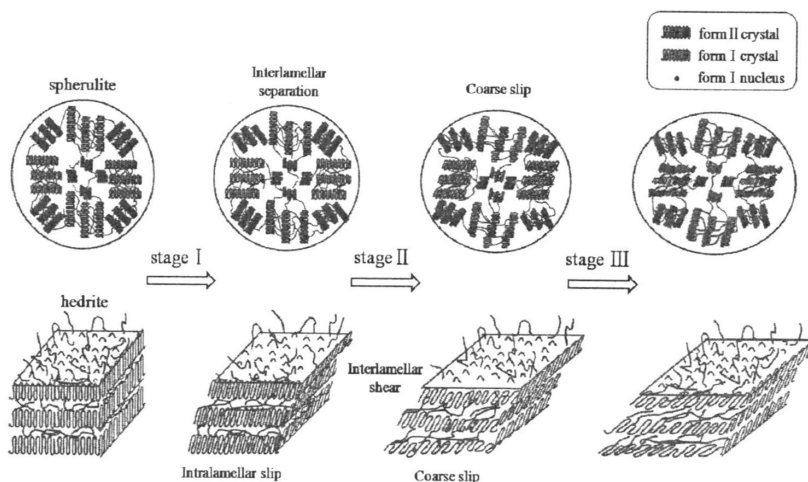 form II crystal
form I crystal
form I nucleus
spherulite
Interlamellar
separation
Coarse slip
stage I
stage II
stage III
hedrite
Interlamellar
shear
Intralamellar slip
Coarse slip